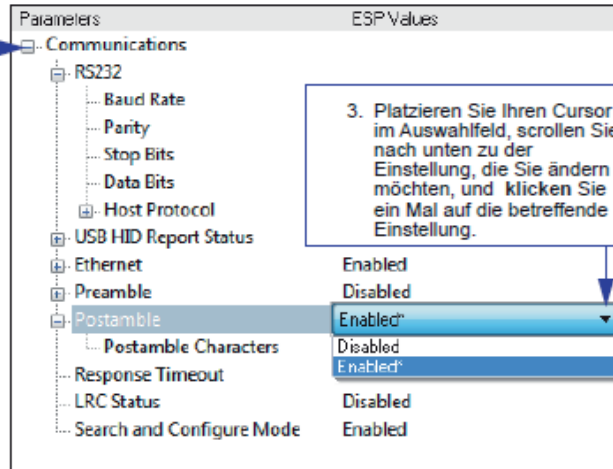 Parameters ESP Values
Communications
RS232
Baud Rate
Parity
Stop Bits
Data Bits
Host Protocol
USB HID Report Status
Ethernet Enabled
Preamble Disabled
Postamble Enabled*
Disabled
Enabled*
Postamble Characters
Response Timeout
LRC Status Disabled
Search and Configure Mode Enabled
3. Platzieren Sie Ihren Cursor
im Auswahlfeld, scrollen Sie
nach unten zu der
Einstellung, die Sie ändern
möchten, und klicken Sie
ein Mal auf die betreffende
Einstellung.